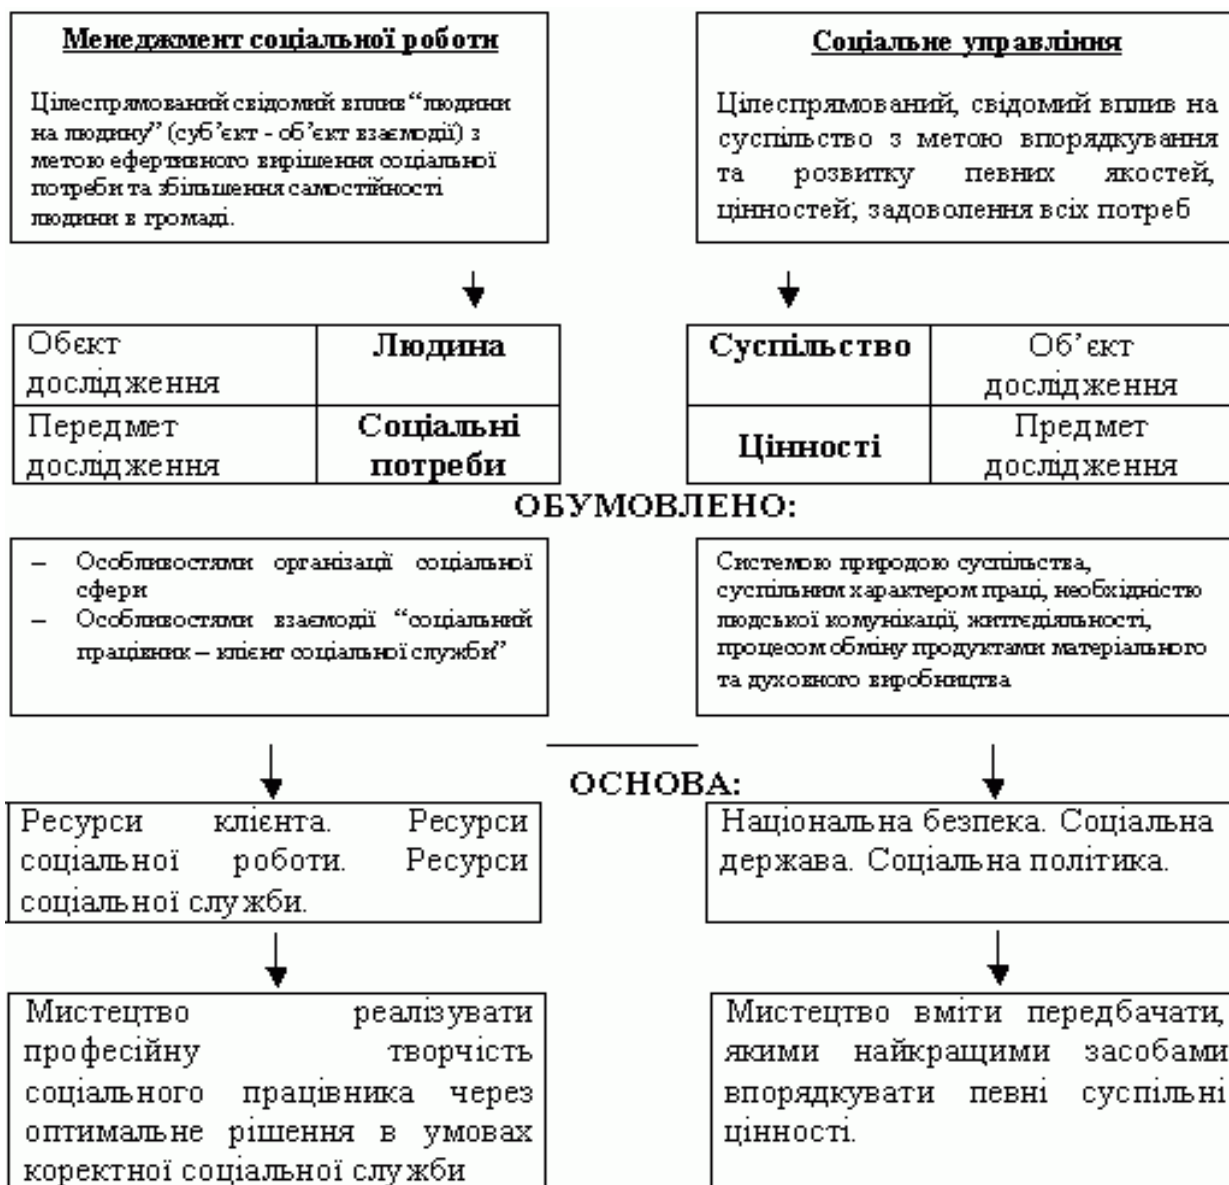 Менеджмент соціальної роботи
Цілеспрямований свідомий вплив “людини
на людину” (суб’єкт - об’єкт взаємодії) з
метою ефертивного вирішення соціальної
потреби та збільшення самостійності
людини в громаді.
Соціальне управління
Цілеспрямований, свідомий вплив на
суспільство з метою впорядкування
та розвитку певних якостей,
цінностей; задоволення всіх потреб
Обєкт
дослідження
Людина
Передмет
дослідження
Соціальні
потреби
Суспільство
Об’єкт
дослідження
Цінності
Предмет
дослідження
ОБУМОВЛЕНО:
– Особливостями організації соціальної
сфери
– Особливостями взаємодії “соціальний
працівник – клієнт соціальної служби”
Системою природою суспільства,
суспільним характером праці, необхідністю
людської комунікації, життєдіяльності,
процесом обміну продуктами матеріального
та духовного виробництва
ОСНОВА:
Ресурси клієнта. Ресурси
соціальної роботи. Ресурси
соціальної служби.
Національна безпека. Соціальна
держава. Соціальна політика.
Мистецтво реалізувати
професійну творчість
соціального працівника через
оптимальне рішення в умовах
коректної соціальної служби
Мистецтво вміти передбачати,
якими найкращими засобами
впорядкувати певні суспільні
цінності.